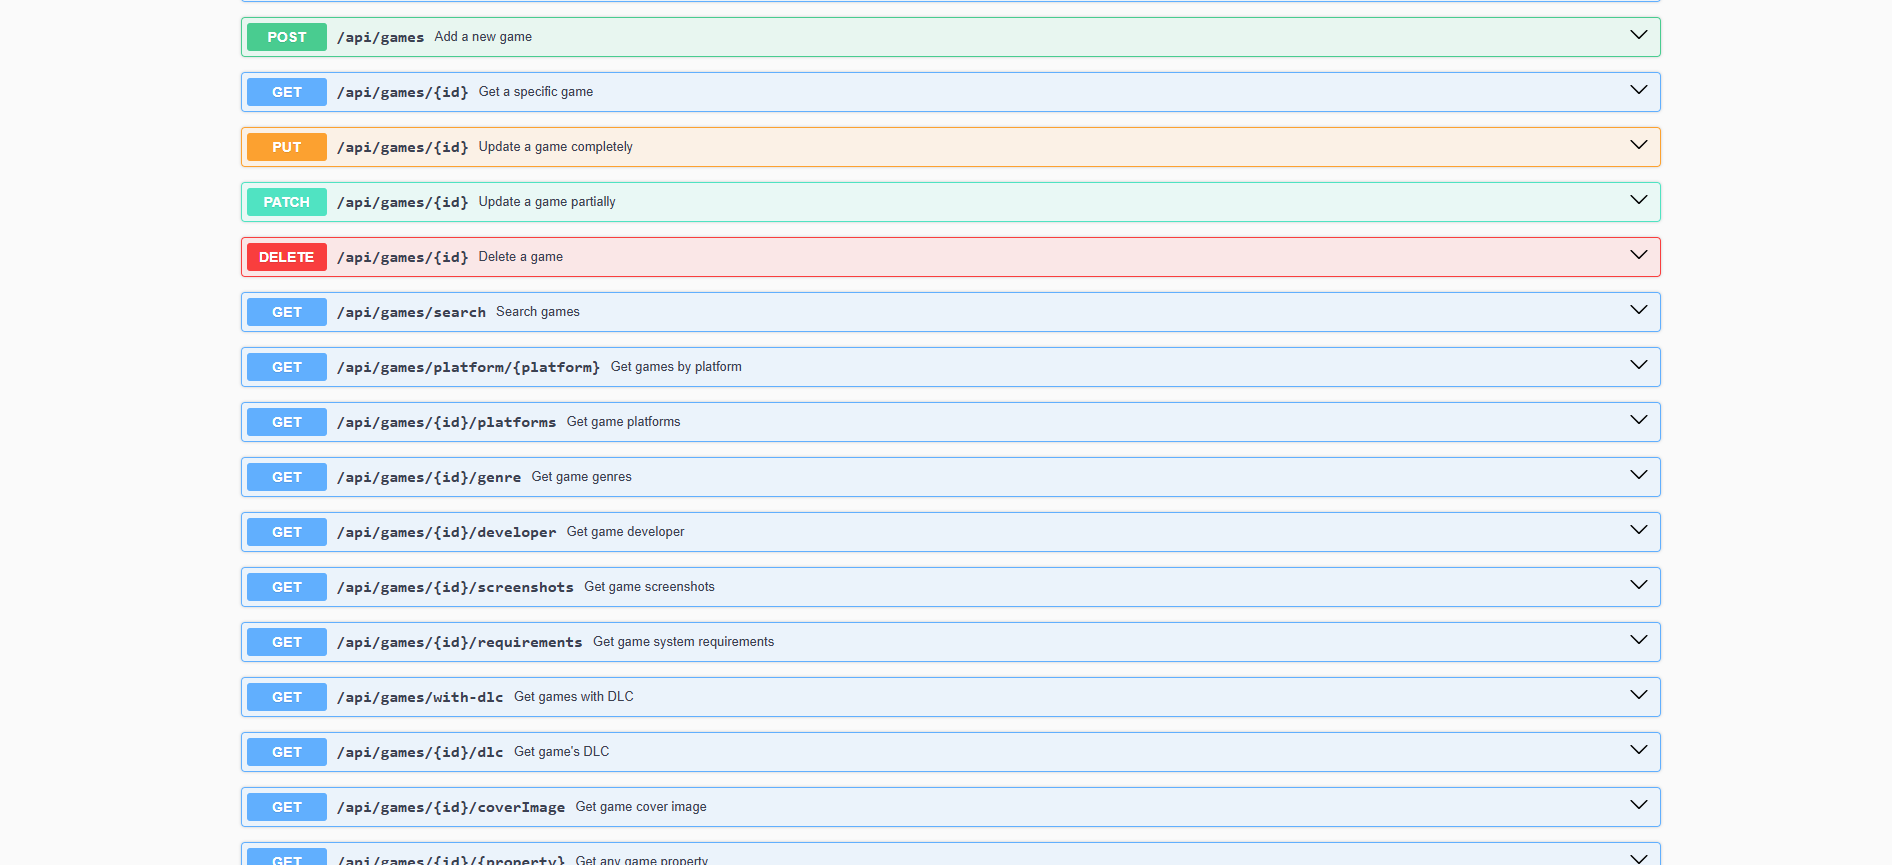 POST /api/games Add a new game
GET /api/games/{id} Get a specific game
PUT /api/games/{id} Update a game completely
PATCH /api/games/{id} Update a game partially
DELETE /api/games/{id} Delete a game
GET /api/games/search Search games
GET /api/games/platform/{platform} Get games by platform
GET /api/games/{id}/platforms Get game platforms
GET /api/games/{id}/genre Get game genres
GET /api/games/{id}/developer Get game developer
GET /api/games/{id}/screenshots Get game screenshots
GET /api/games/{id}/requirements Get game system requirements
GET /api/games/with-dlc Get games with DLC
GET /api/games/{id}/dlc Get game's DLC
GET /api/games/{id}/coverImage Get game cover image
GET /api/games/{id}/{property} Get any game property